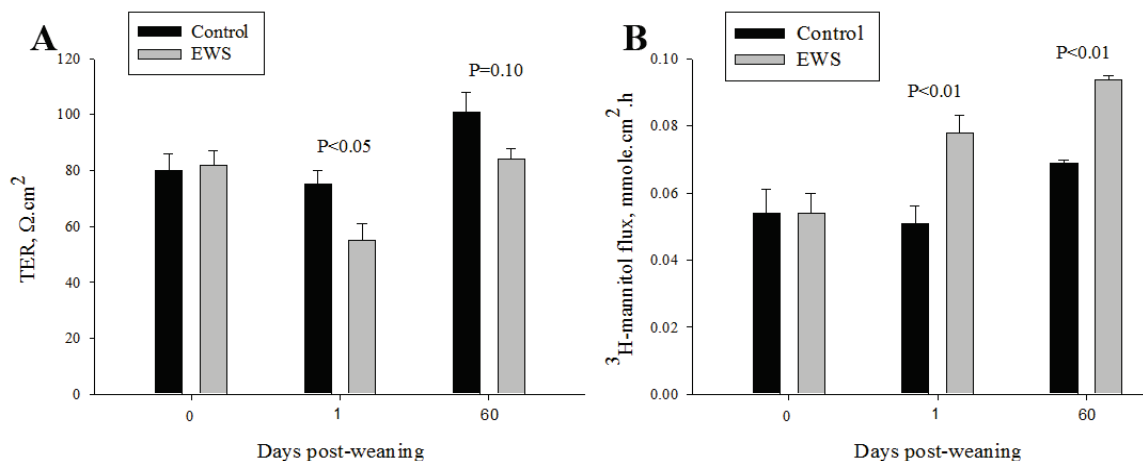 A
Control
EWS
120
100
80
60
40
20
0
TER, Ω.cm²
P<0.05
P=0.10
0 1 60
Days post-weaning
B
Control
EWS
0.10
0.08
0.06
0.04
0.02
0.00
³H-mannitol flux, mmole.cm².h
P<0.01
P<0.01
0 1 60
Days post-weaning